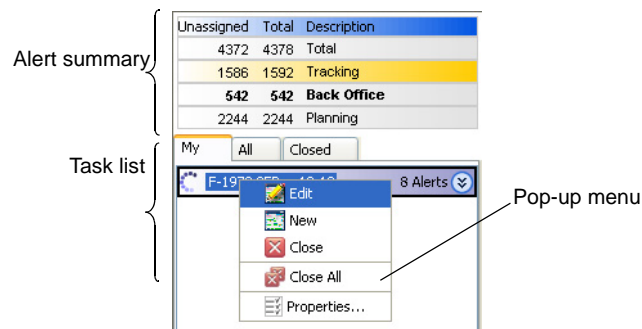 Unassigned Total Description
4372 4378 Total
Alert summary
1586 1592 Tracking
542 542 Back Office
2244 2244 Planning
My All Closed
Task list
8 Alerts
Edit
Pop-up menu
New
Close
Close All
Properties...